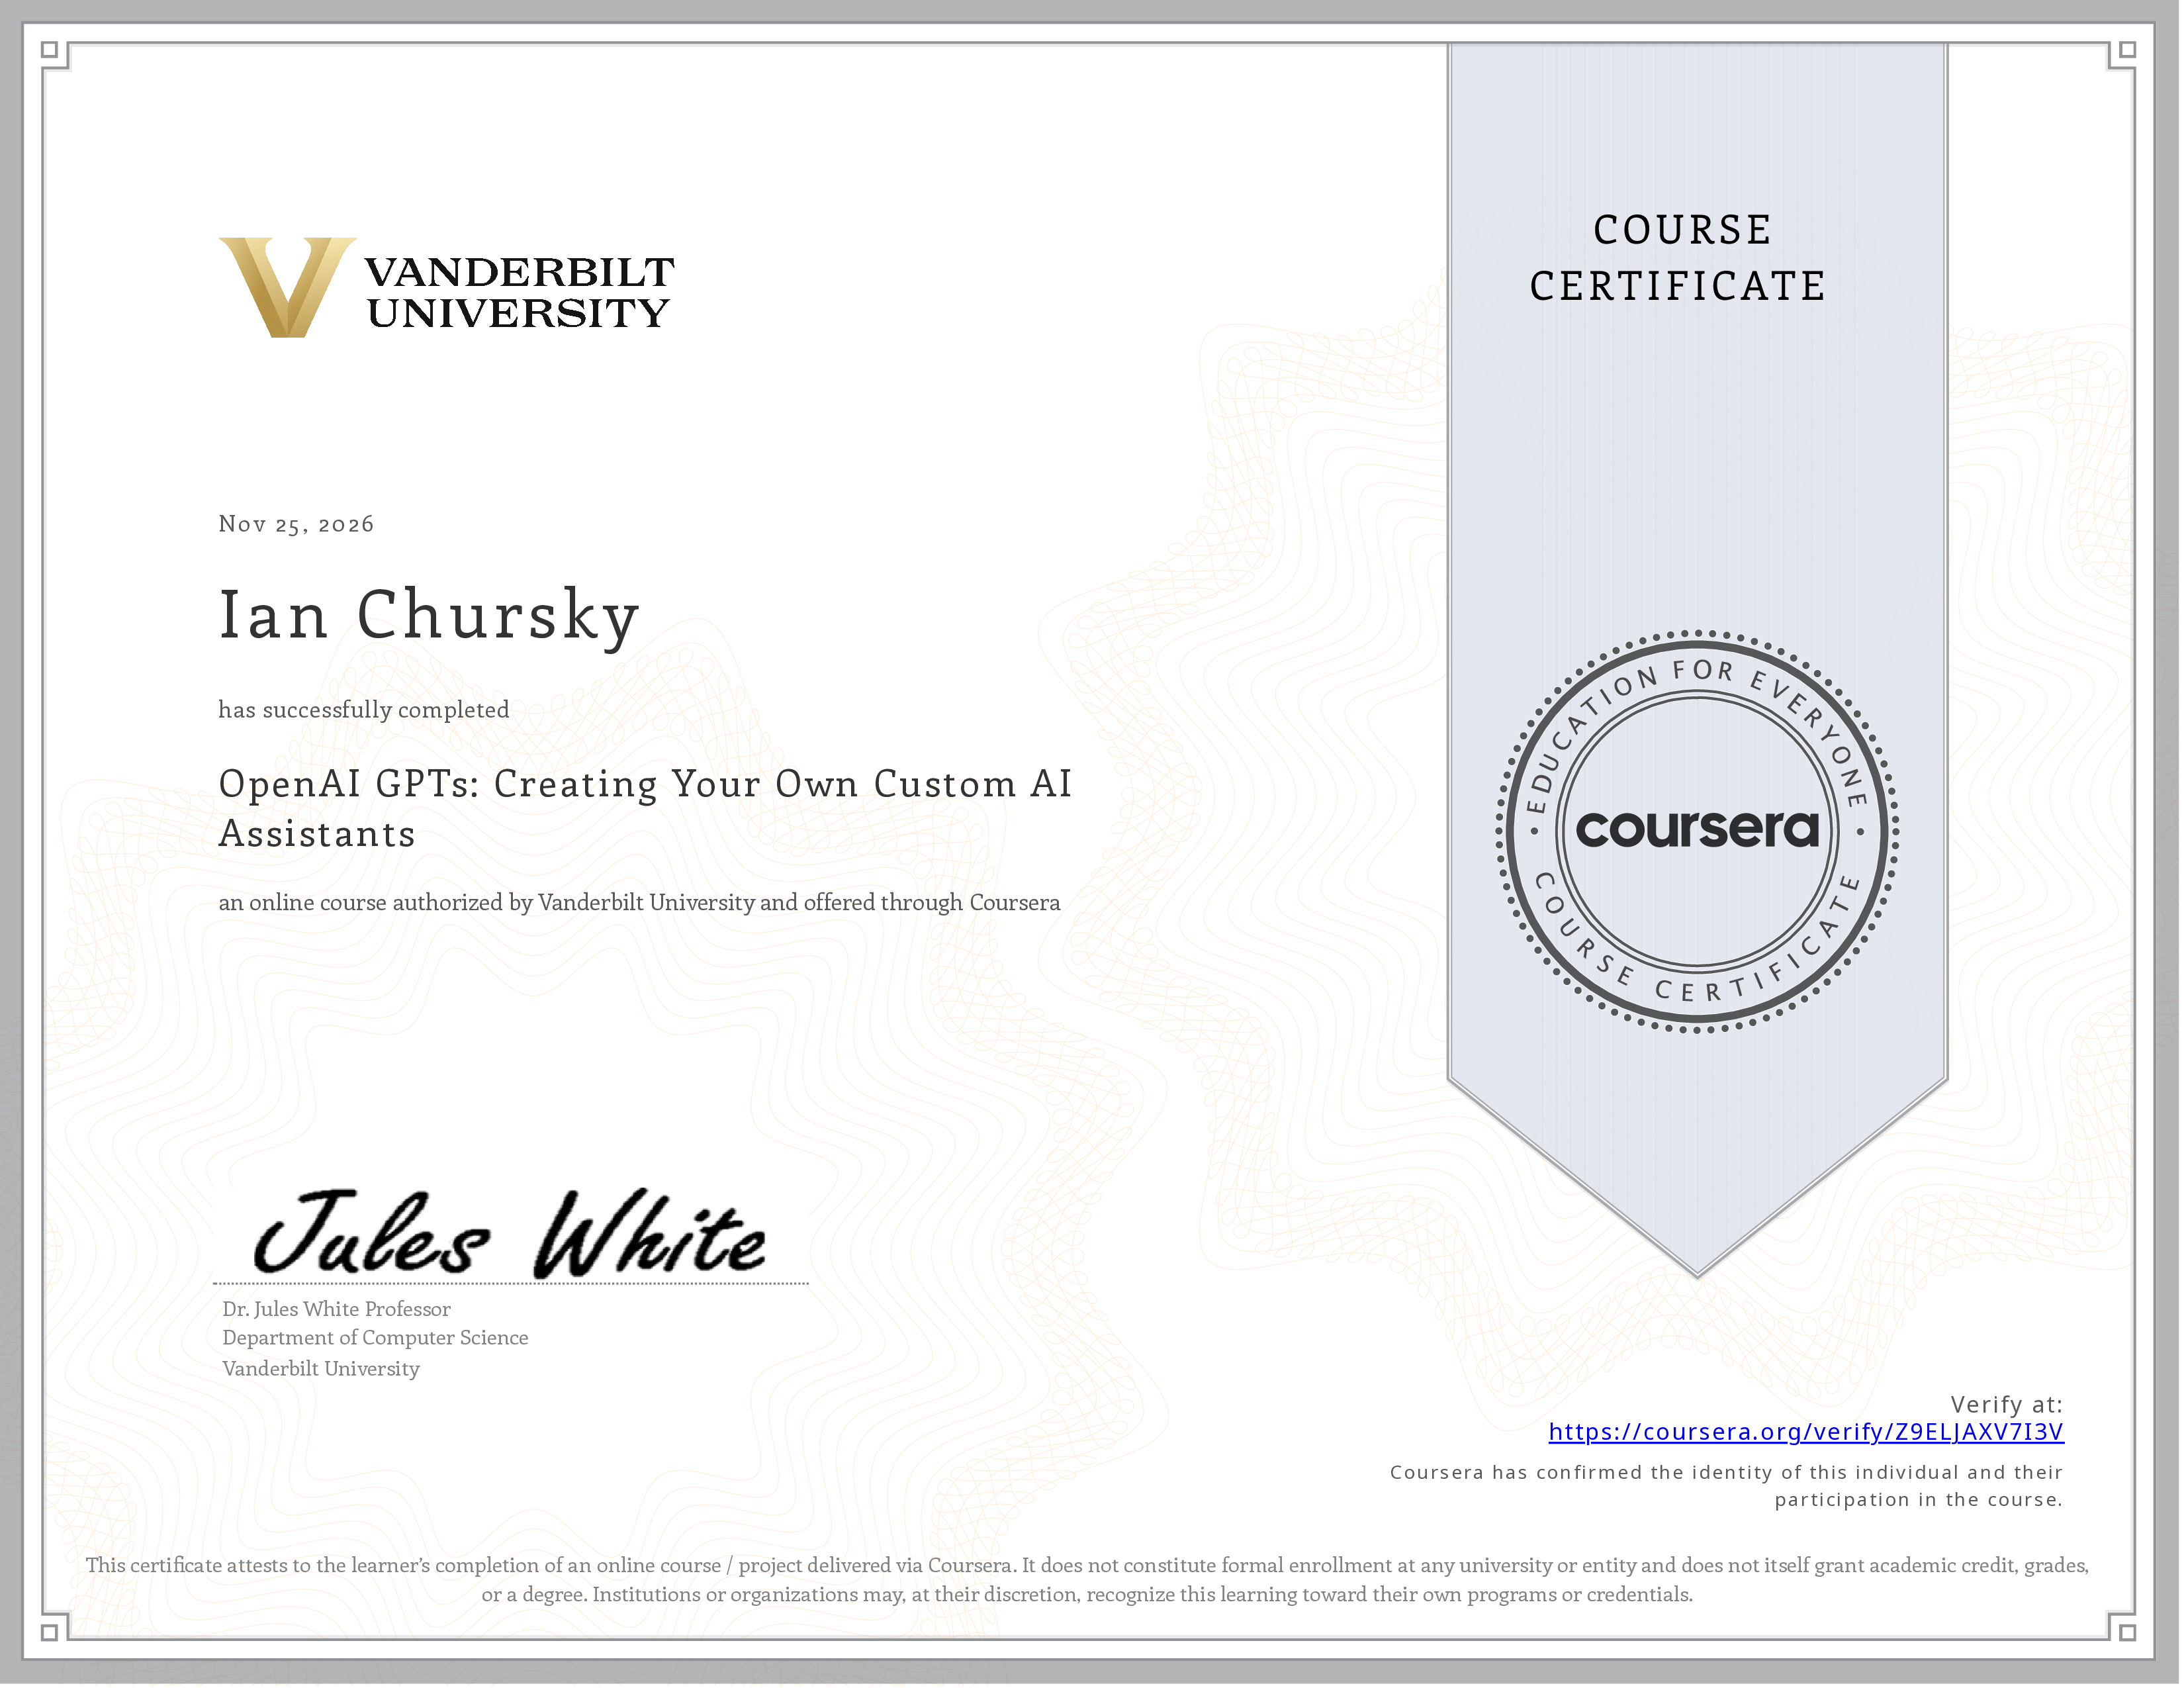 VANDERBILT
UNIVERSITY
COURSE
CERTIFICATE
Nov 25, 2026
Ian Chursky
has successfully completed
OpenAI GPTs: Creating Your Own Custom AI
Assistants
an online course authorized by Vanderbilt University and offered through Coursera
EDUCATION FOR EVERYONE
coursera
COURSE CERTIFICATE
Jules White
Dr. Jules White Professor
Department of Computer Science
Vanderbilt University
Verify at:
https://coursera.org/verify/Z9ELJAXV7I3V
Coursera has confirmed the identity of this individual and their
participation in the course.
This certificate attests to the learner’s completion of an online course / project delivered via Coursera. It does not constitute formal enrollment at any university or entity and does not itself grant academic credit, grades,
or a degree. Institutions or organizations may, at their discretion, recognize this learning toward their own programs or credentials.